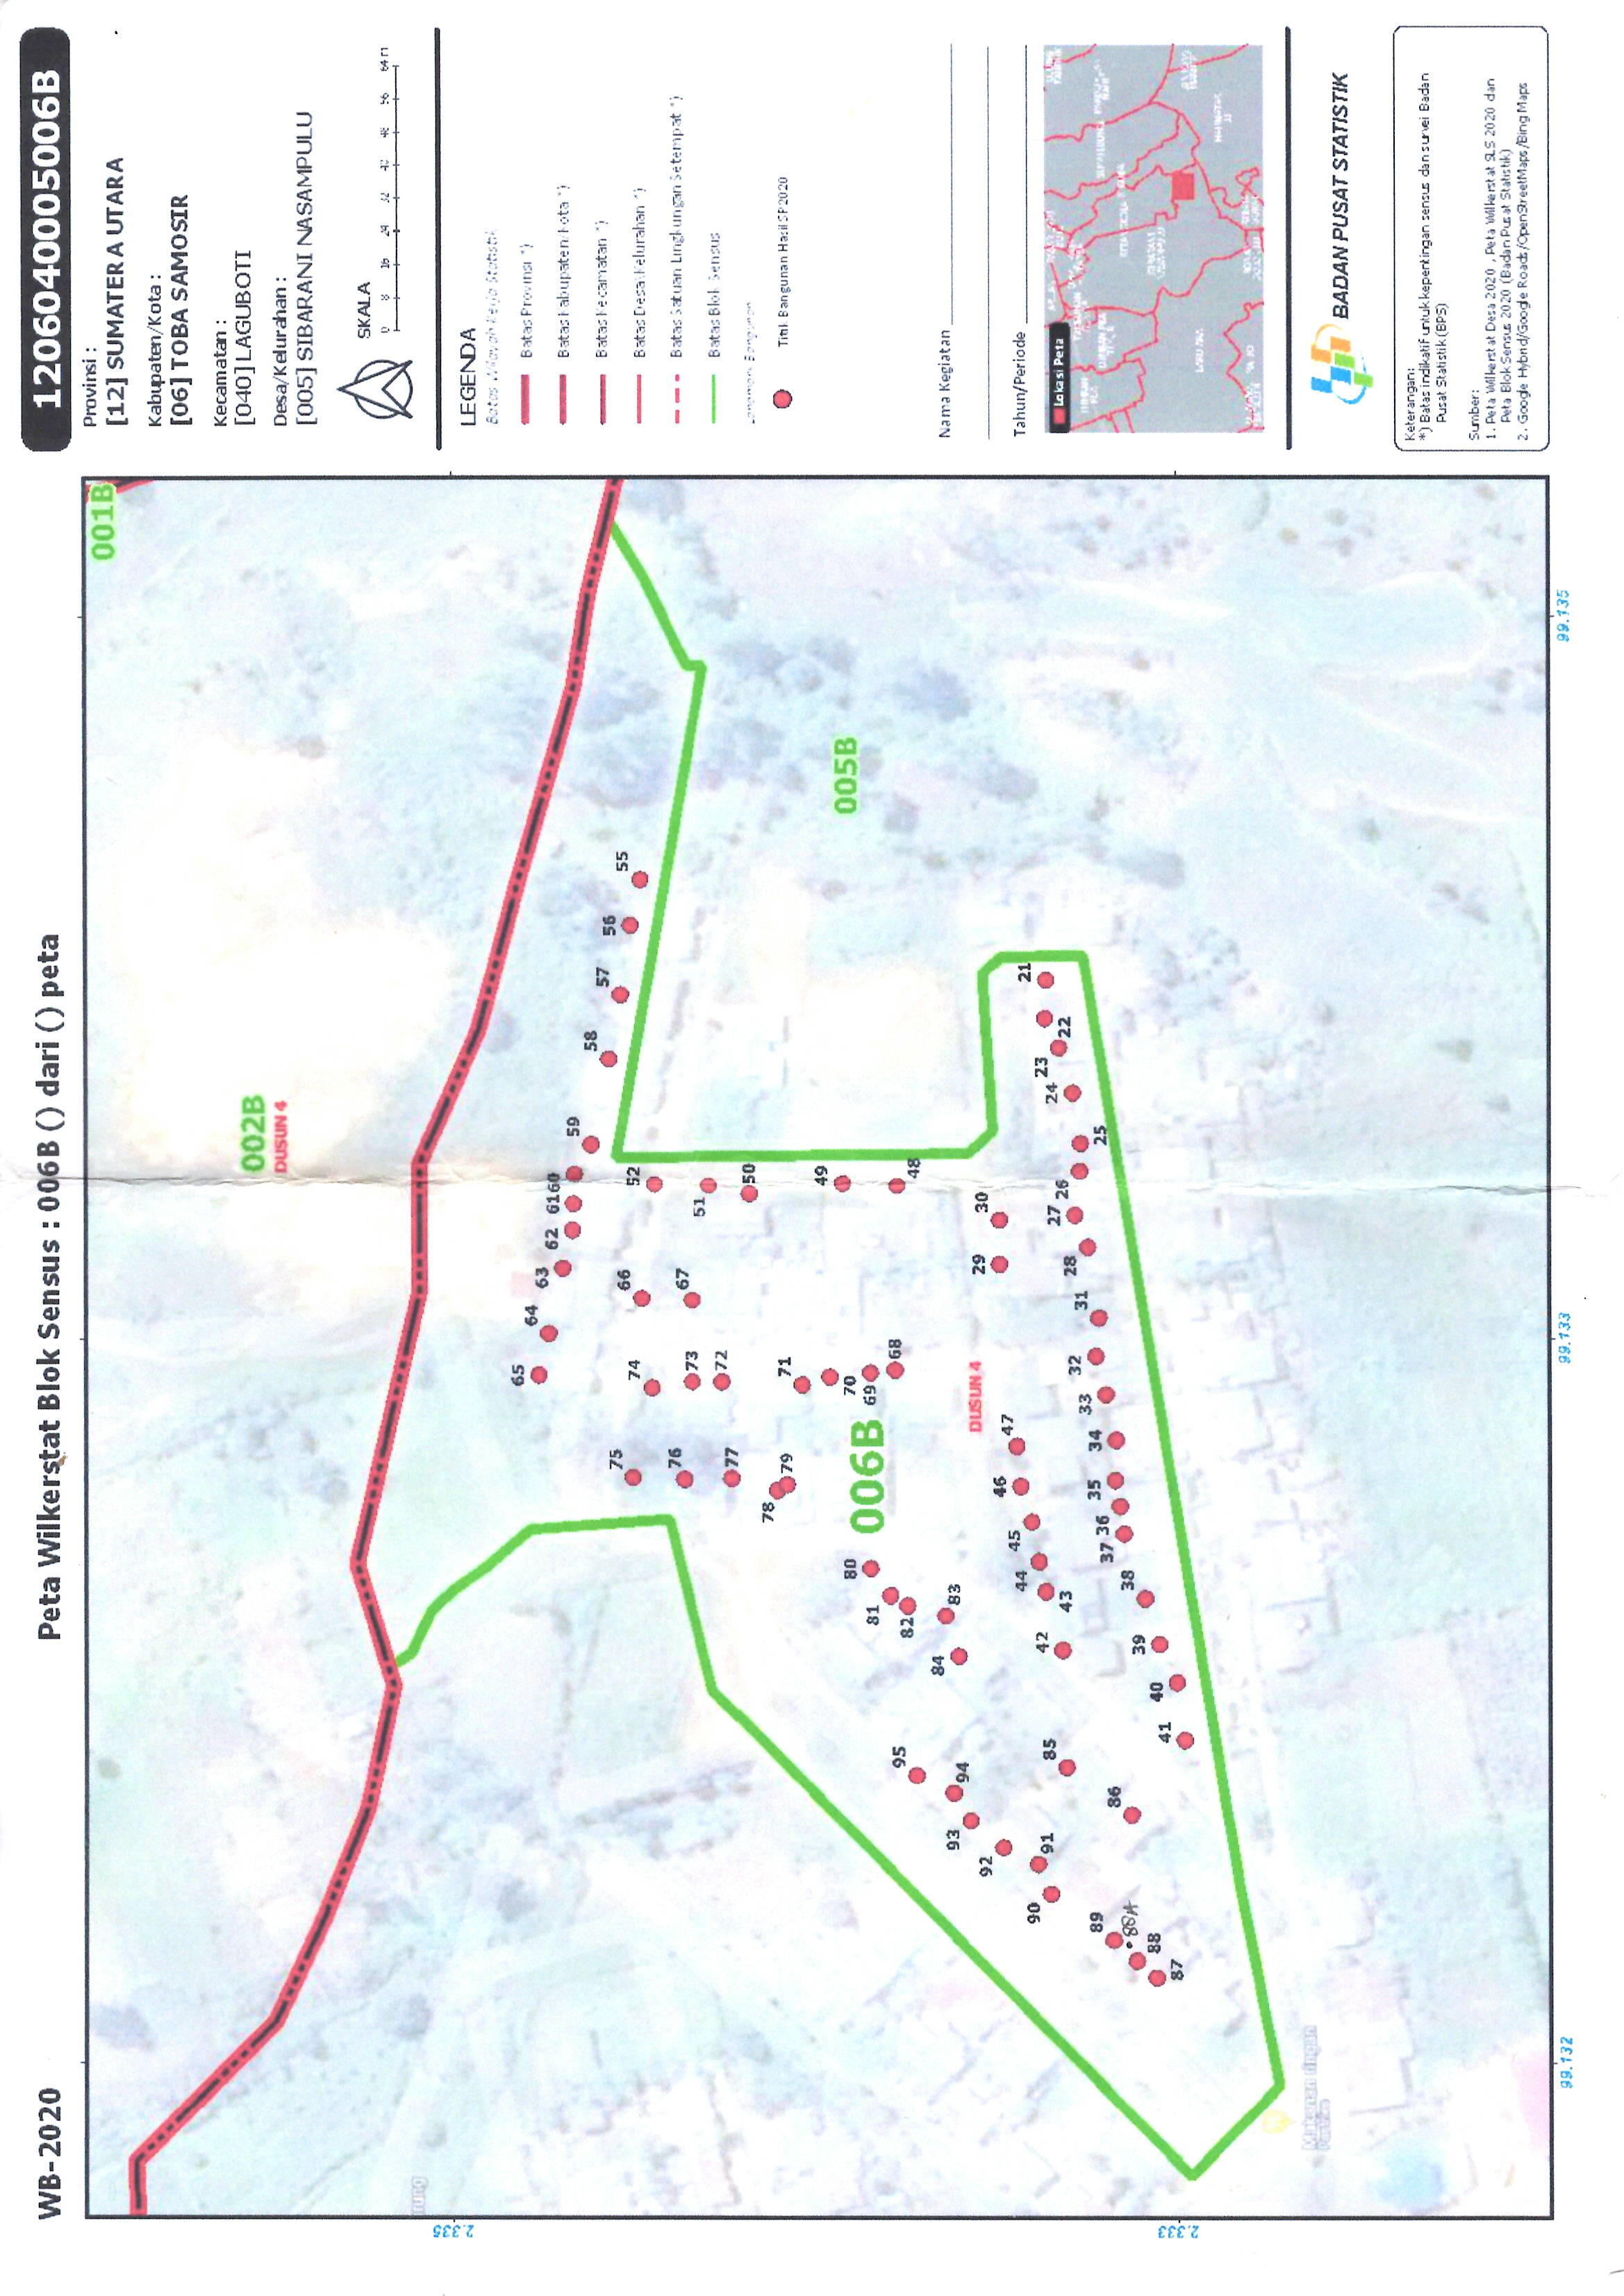 WB-2020
Peta Wilkerstat Blok Sensus : 006B () dari () peta
1206040005006B
Provinsi :
[12] SUMATERA UTARA
Kabupaten/Kota :
[06] TOBA SAMOSIR
Kecamatan :
[040] LAGUBOTI
Desa/Kelurahan :
[005] SIBARANI NASAMPULU
SKALA
0 8 16 24 32 40 48 56 64 m
LEGENDA
Batas Wilayah Kerja Statistik
Batas Provinsi *)
Batas Kabupaten/Kota *)
Batas Kecamatan *)
Batas Desa/Kelurahan *)
Batas Satuan Lingkungan Setempat *)
Batas Blok Sensus
Landmark Bangunan
Titik Bangunan Hasil SP2020
Nama Kegiatan
Tahun/Periode
Lokasi Peta
BADAN PUSAT STATISTIK
Keterangan:
*) Batas indikatif untuk kepentingan sensus dan survei Badan
Pusat Statistik (BPS)
Sumber:
1. Peta Wilkerstat Desa 2020 , Peta Wilkerstat SLS 2020 dan
Peta Blok Sensus 2020 (Badan Pusat Statistik)
2. Google Hybrid/Google Roads/OpenStreetMaps/Bing Maps
001B
002B
DUSUN 4
rung
2.335
65
64
63
62
61 60
59
58
57
56
55
75
74
66
52
76
73
67
51
72
77
50
78
79
71
49
70
80
006B
69
81
68
82
48
005B
95
84
83
93
94
DUSUN 4
92
29
30
46
47
44
45
90
91
42
43
85
21
23
22
24
27
26
28
25
89
88A
88
87
86
37
36
35
34
33
32
31
41
40
39
38
2.333
Makanan ringan
Pastries
99.132
99.133
99.135